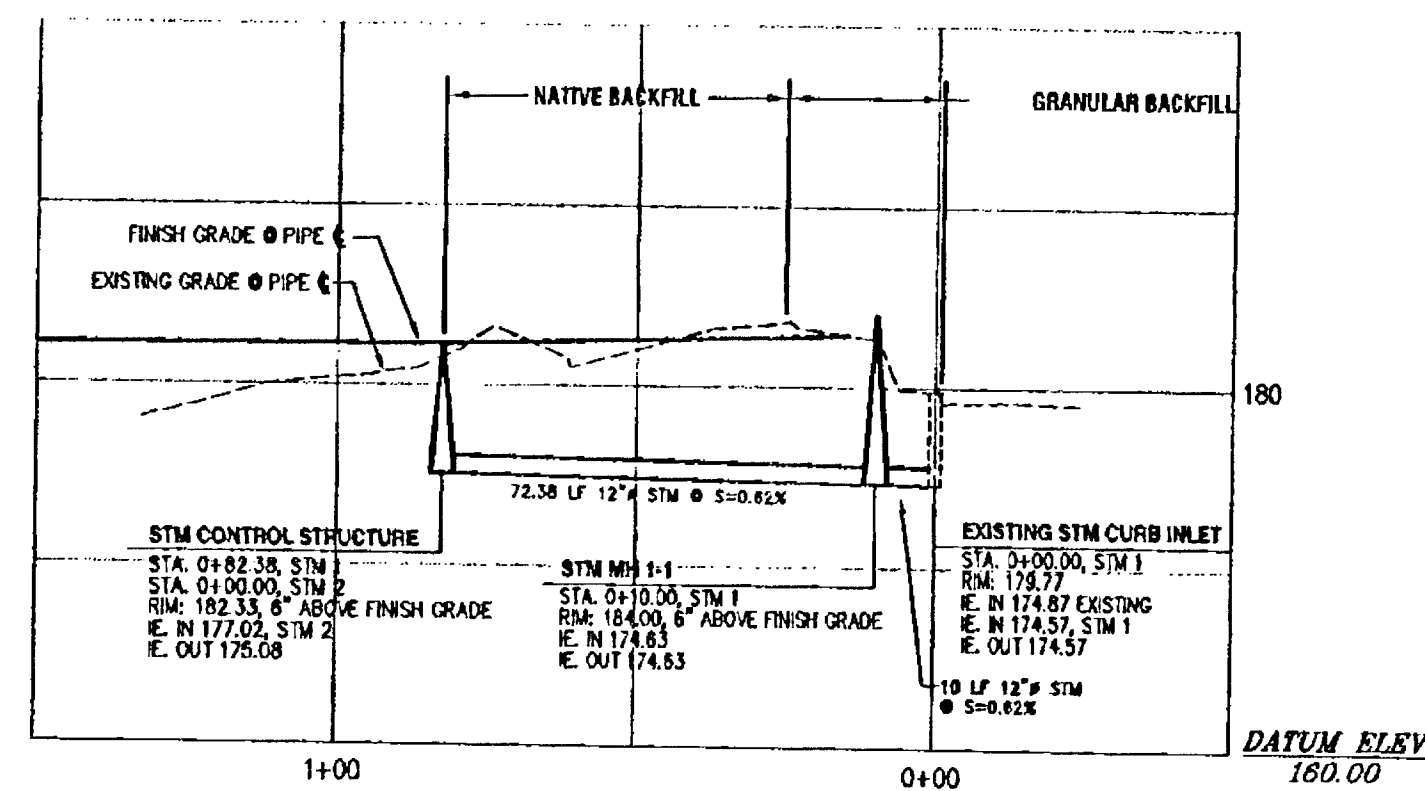 NATIVE BACKFILL
GRANULAR BACKFILL
FINISH GRADE @ PIPE ℄
EXISTING GRADE @ PIPE ℄
180
72.38 LF 12"ø STM @ S=0.62%
STM CONTROL STRUCTURE
STA. 0+82.38, STM 1
STA. 0+00.00, STM 2
RIM: 182.33, 6" ABOVE FINISH GRADE
IE. IN 177.02, STM 2
IE. OUT 175.08
STM MH 1-1
STA. 0+10.00, STM 1
RIM: 184.00, 6" ABOVE FINISH GRADE
IE. IN 174.63
IE. OUT 174.63
EXISTING STM CURB INLET
STA. 0+00.00, STM 1
RIM: 179.77
IE. IN 174.87 EXISTING
IE. IN 174.57, STM 1
IE. OUT 174.57
10 LF 12"ø STM
@ S=0.62%
1+00
0+00
DATUM ELEV
160.00